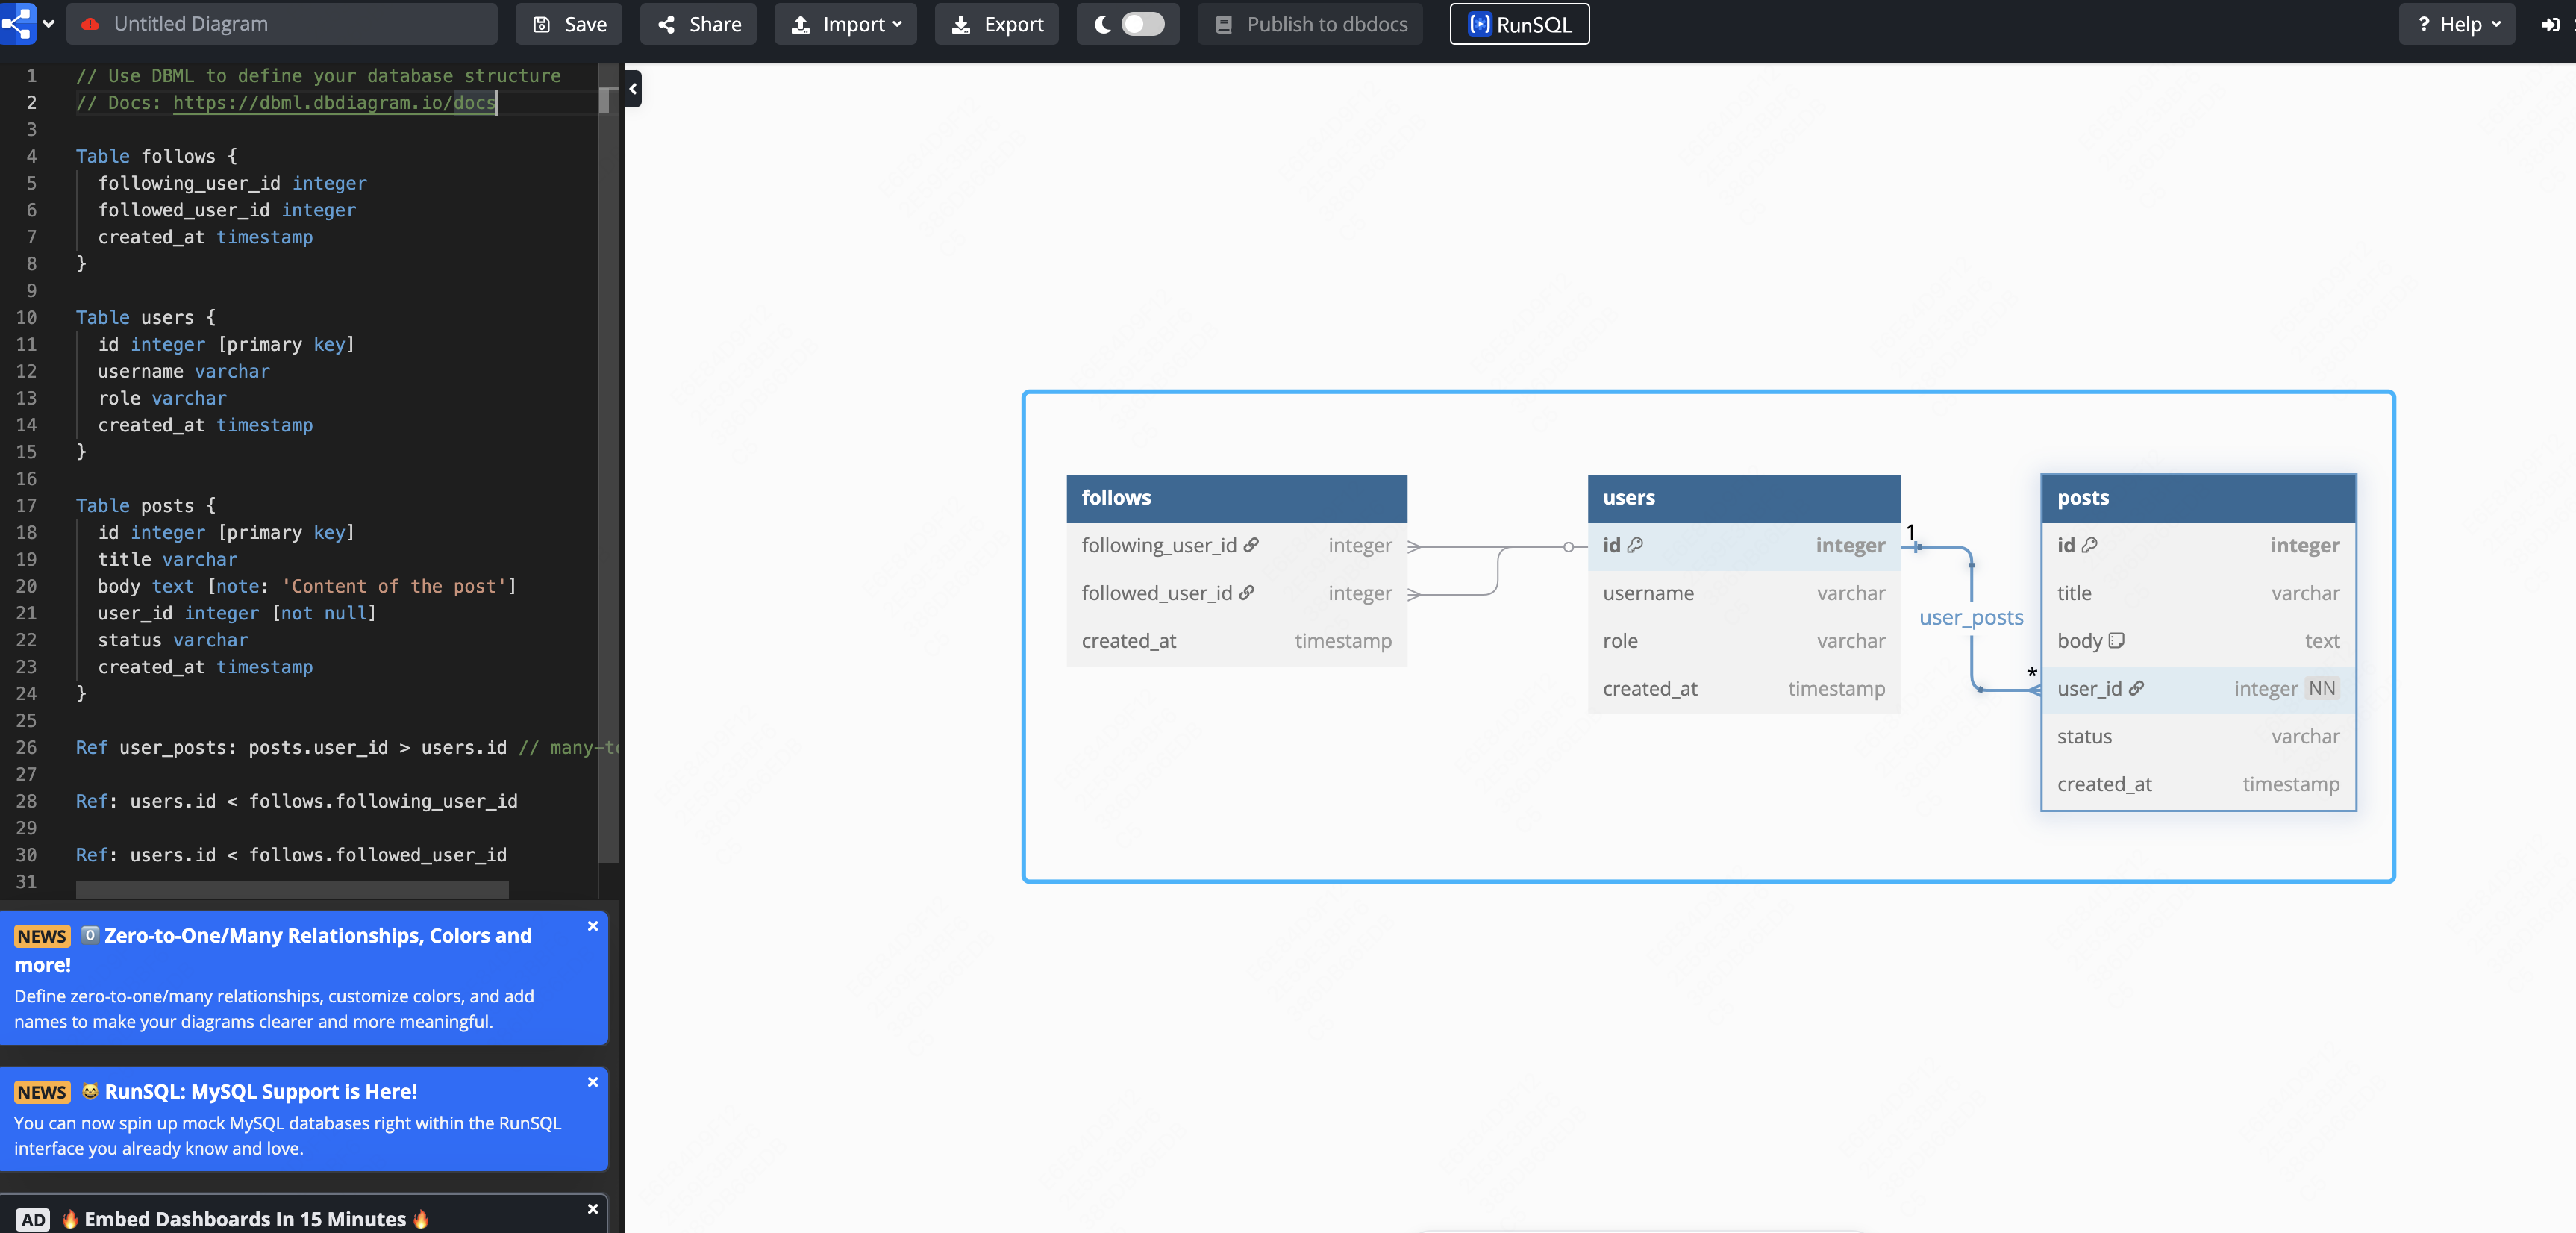 Untitled Diagram
Save
Share
Import
Export
Publish to dbdocs
RunSQL
? Help
1 // Use DBML to define your database structure
2 // Docs: https://dbml.dbdiagram.io/docs
3
4 Table follows {
5 following_user_id integer
6 followed_user_id integer
7 created_at timestamp
8 }
9
10 Table users {
11 id integer [primary key]
12 username varchar
13 role varchar
14 created_at timestamp
15 }
16
17 Table posts {
18 id integer [primary key]
19 title varchar
20 body text [note: 'Content of the post']
21 user_id integer [not null]
22 status varchar
23 created_at timestamp
24 }
25
26 Ref user_posts: posts.user_id > users.id // many-to
27
28 Ref: users.id < follows.following_user_id
29
30 Ref: users.id < follows.followed_user_id
31
NEWS 0 Zero-to-One/Many Relationships, Colors and
more!
Define zero-to-one/many relationships, customize colors, and add
names to make your diagrams clearer and more meaningful.
NEWS RunSQL: MySQL Support is Here!
You can now spin up mock MySQL databases right within the RunSQL
interface you already know and love.
AD Embed Dashboards In 15 Minutes
follows
following_user_id integer
followed_user_id integer
created_at timestamp
users
id integer
username varchar
role varchar
created_at timestamp
1
user_posts
*
posts
id integer
title varchar
body text
user_id integer NN
status varchar
created_at timestamp